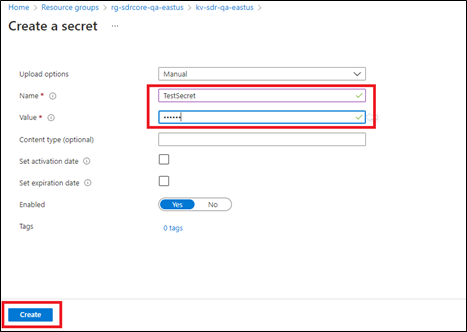 Home > Resource groups > rg-sdrcore-qa-eastus > kv-sdr-qa-eastus >
Create a secret ...
Upload options Manual
Name * TestSecret
Value * ••••••
Content type (optional)
Set activation date
Set expiration date
Enabled Yes No
Tags 0 tags
Create